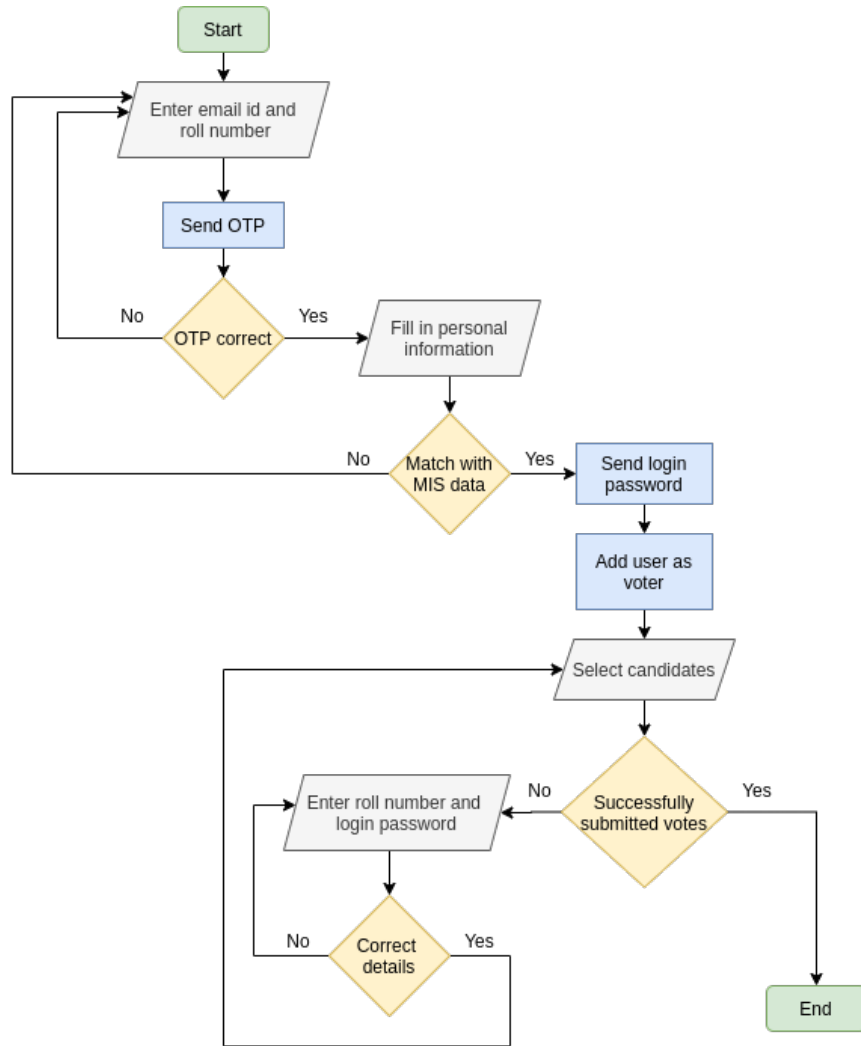 Start
Enter email id and
roll number
Send OTP
No
OTP correct
Yes
Fill in personal
information
No
Match with
MIS data
Yes
Send login
password
Add user as
voter
Select candidates
No
Successfully
submitted votes
Yes
Enter roll number and
login password
No
Correct
details
Yes
End